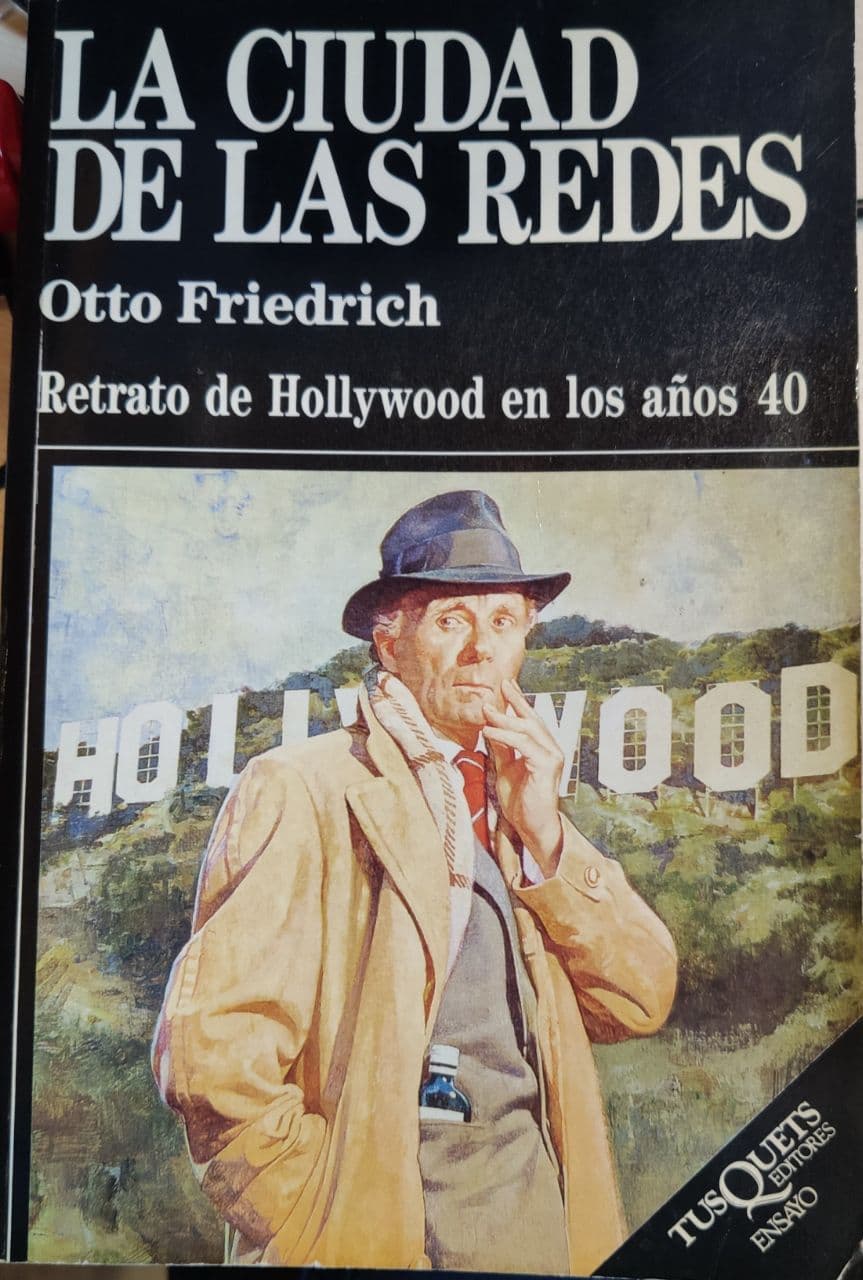 LA CIUDAD
DE LAS REDES
Otto Friedrich
Retrato de Hollywood en los años 40
HOLLYWOOD
TUSQUETS
EDITORES
ENSAYO